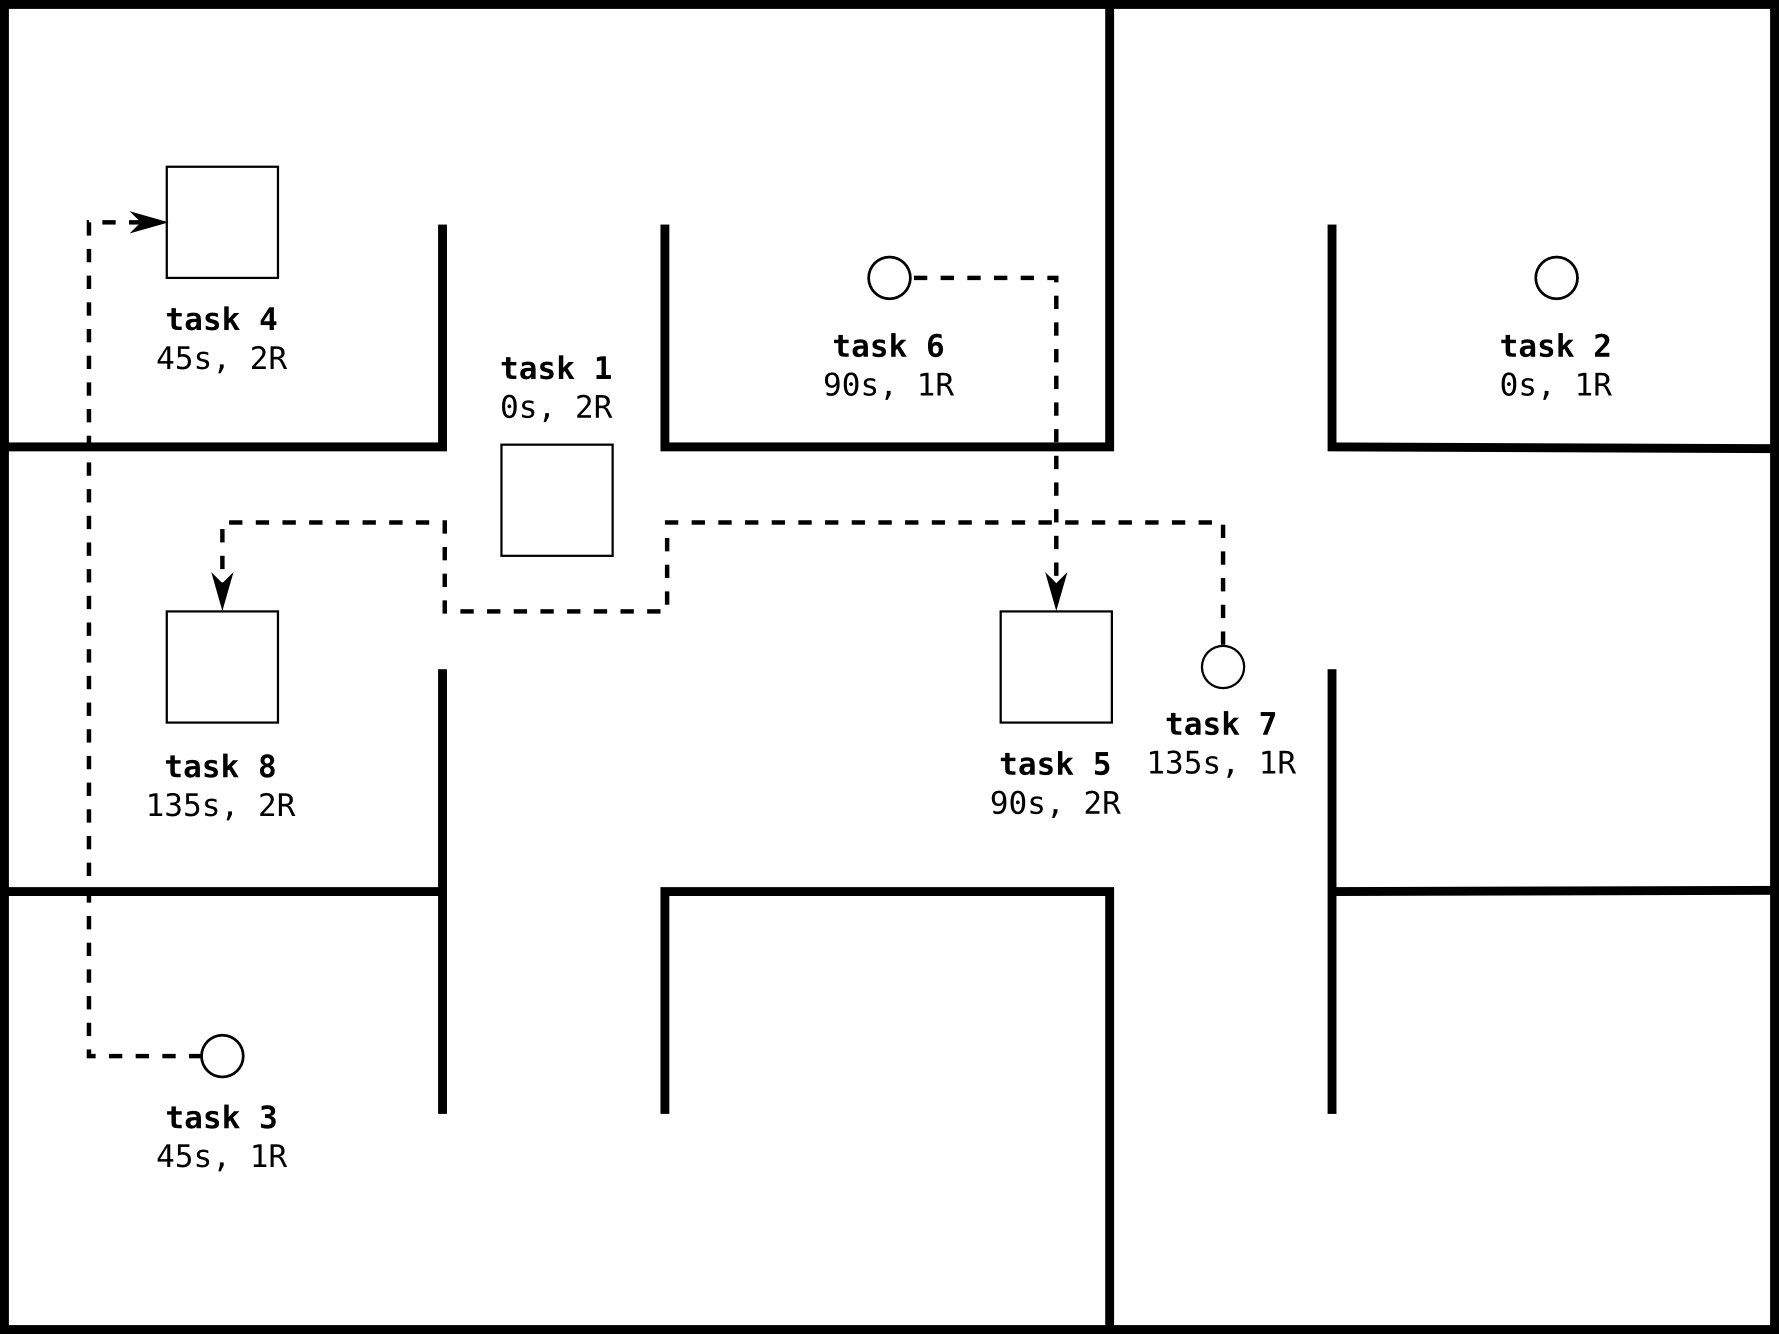 task 4
45s, 2R
task 1
0s, 2R
task 6
90s, 1R
task 2
0s, 1R
task 8
135s, 2R
task 5
90s, 2R
task 7
135s, 1R
task 3
45s, 1R